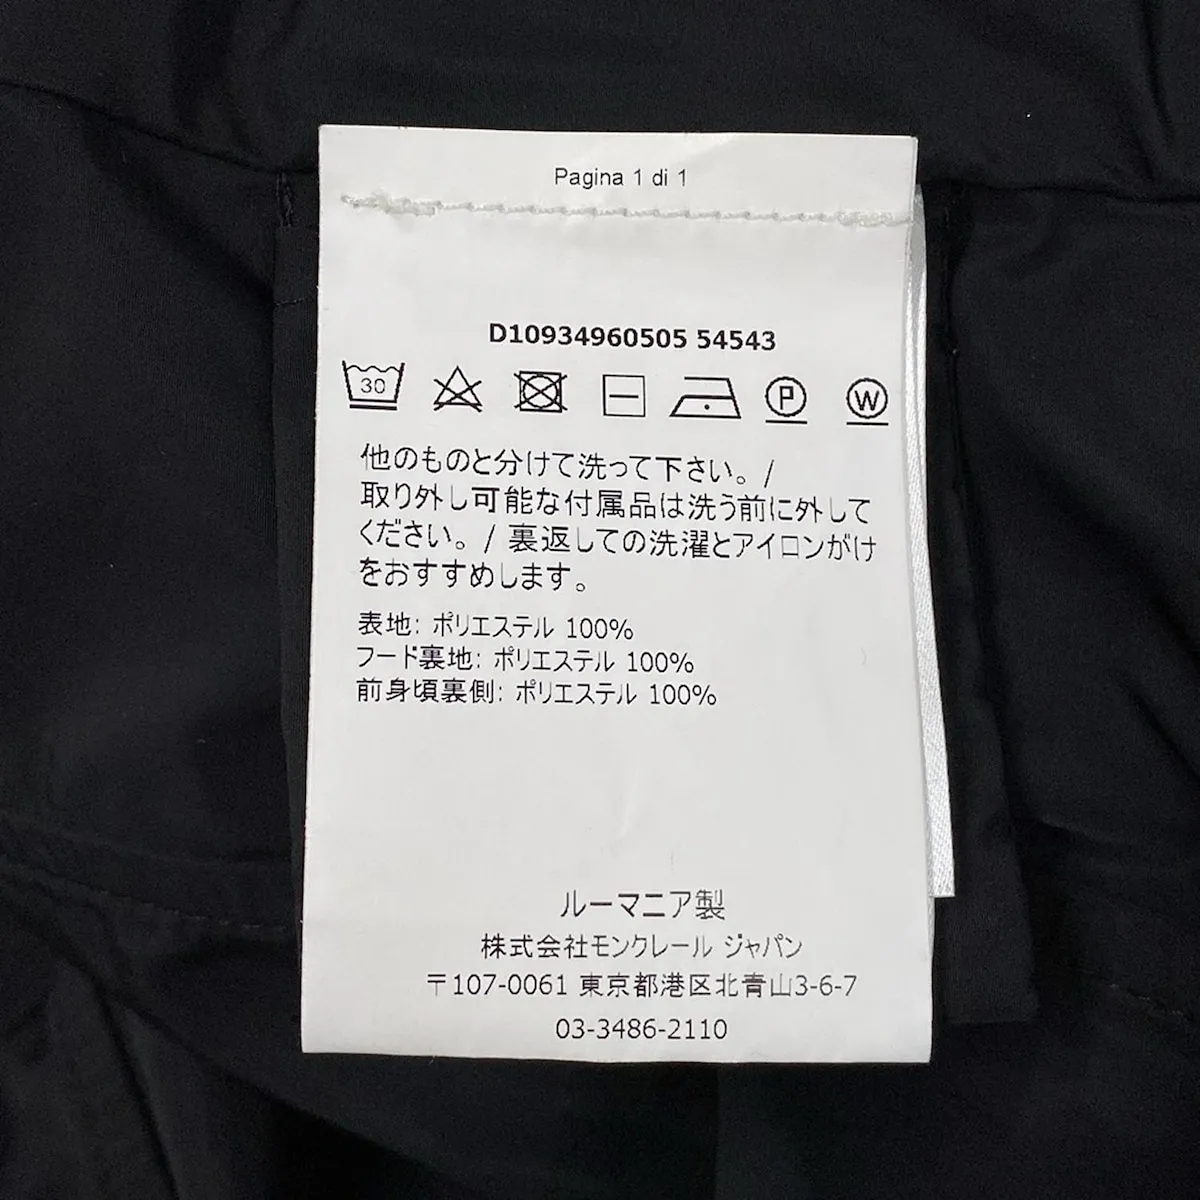 Pagina 1 di 1
D10934960505 54543
30 P W
他のものと分けて洗って下さい。/
取り外し可能な付属品は洗う前に外して
ください。/ 裏返しての洗濯とアイロンがけ
をおすすめします。
表地: ポリエステル 100%
フード裏地: ポリエステル 100%
前身頃裏側: ポリエステル 100%
ルーマニア製
株式会社モンクレール ジャパン
〒107-0061 東京都港区北青山3-6-7
03-3486-2110